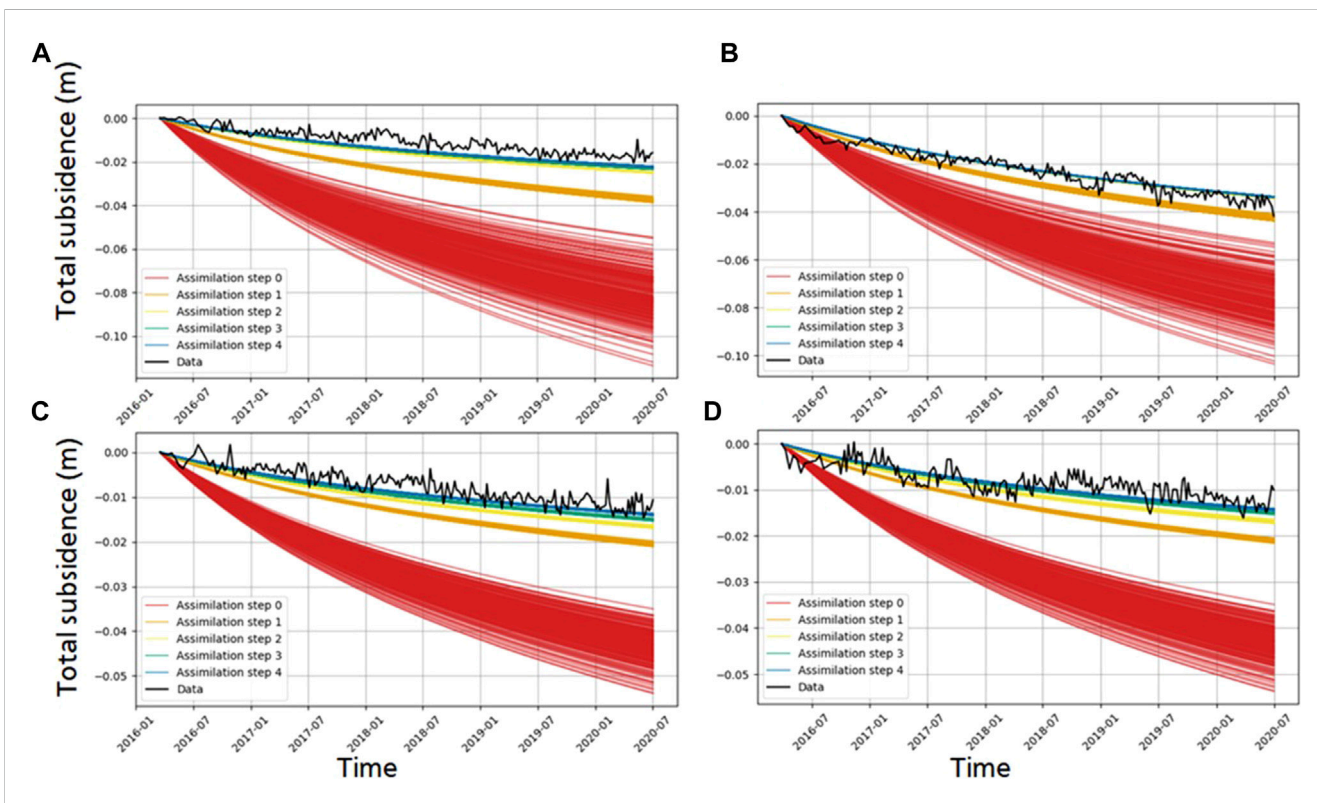 A
Total subsidence (m)
0.00
−0.02
−0.04
−0.06
−0.08
−0.10
Assimilation step 0
Assimilation step 1
Assimilation step 2
Assimilation step 3
Assimilation step 4
Data
2016-01
2016-07
2017-01
2017-07
2018-01
2018-07
2019-01
2019-07
2020-01
2020-07
B
0.00
−0.02
−0.04
−0.06
−0.08
−0.10
Assimilation step 0
Assimilation step 1
Assimilation step 2
Assimilation step 3
Assimilation step 4
Data
2016-07
2017-01
2017-07
2018-01
2018-07
2019-01
2019-07
2020-01
2020-07
C
Total subsidence (m)
0.00
−0.01
−0.02
−0.03
−0.04
−0.05
Assimilation step 0
Assimilation step 1
Assimilation step 2
Assimilation step 3
Assimilation step 4
Data
2016-01
2016-07
2017-01
2017-07
2018-01
2018-07
2019-01
2019-07
2020-01
2020-07
Time
D
0.00
−0.01
−0.02
−0.03
−0.04
−0.05
Assimilation step 0
Assimilation step 1
Assimilation step 2
Assimilation step 3
Assimilation step 4
Data
2016-07
2017-01
2017-07
2018-01
2018-07
2019-01
2019-07
2020-01
2020-07
Time